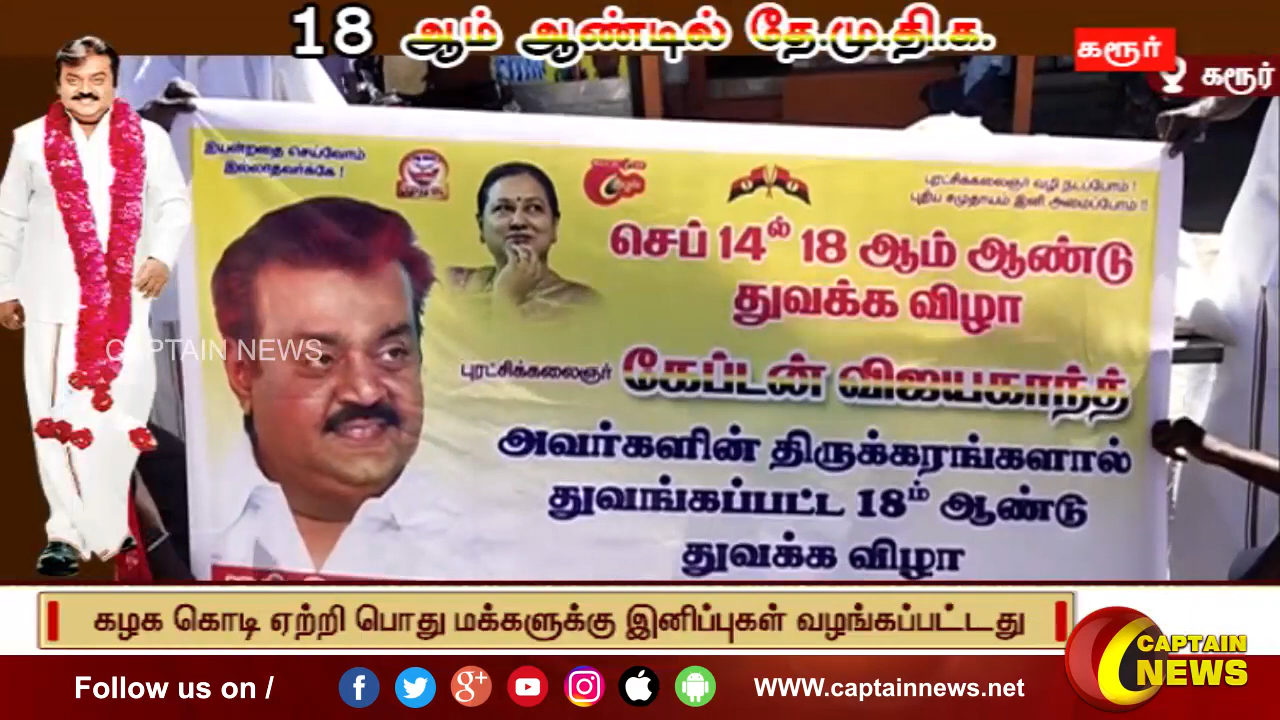 18 ஆம் ஆண்டில் தே.மு.தி.க.
கரூர்
கரூர்
இயன்றதை செய்வோம்
இல்லாதவர்க்கே !
புரட்சிக்கலைஞர் வழி நடப்போம் !
புதிய சமுதாயம் இனி அமைப்போம் !!
செப் 14ல் 18 ஆம் ஆண்டு
துவக்க விழா
புரட்சிக்கலைஞர் கேப்டன் விஜயகாந்த்
அவர்களின் திருக்கரங்களால்
துவங்கப்பட்ட 18ம் ஆண்டு
துவக்க விழா
CAPTAIN NEWS
கழக கொடி ஏற்றி பொது மக்களுக்கு இனிப்புகள் வழங்கப்பட்டது
CAPTAIN
NEWS
Follow us on / WWW.captainnews.net